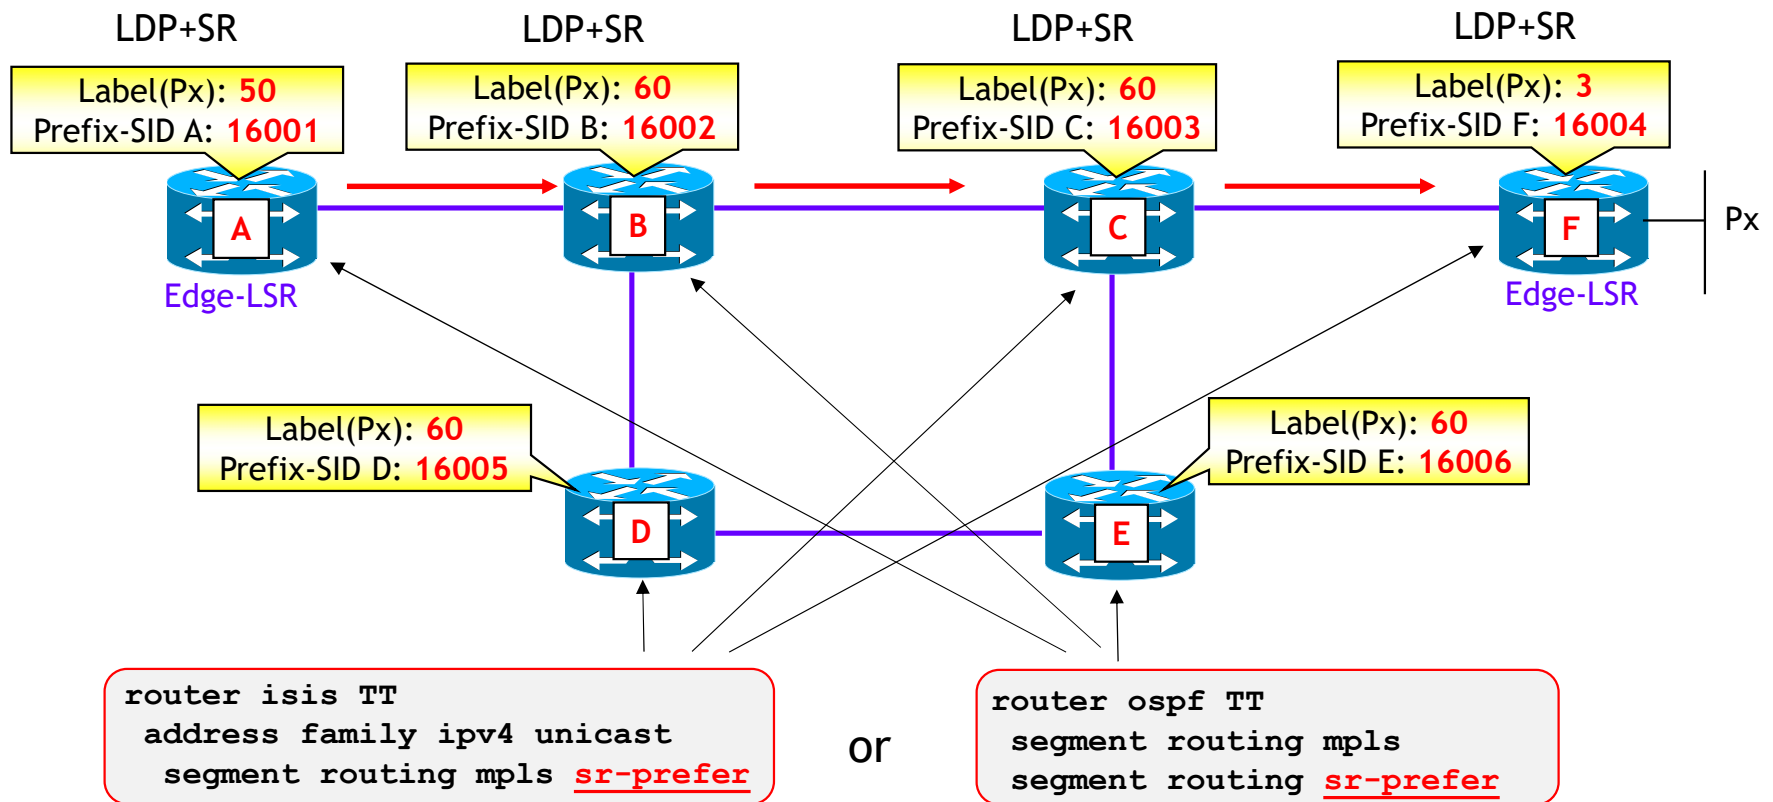 LDP+SR
LDP+SR
LDP+SR
LDP+SR
Label(Px): 50
Prefix-SID A: 16001
Label(Px): 60
Prefix-SID B: 16002
Label(Px): 60
Prefix-SID C: 16003
Label(Px): 3
Prefix-SID F: 16004
A
B
C
F
Px
Edge-LSR
Edge-LSR
Label(Px): 60
Prefix-SID D: 16005
Label(Px): 60
Prefix-SID E: 16006
D
E
router isis TT
address family ipv4 unicast
segment routing mpls sr-prefer
or
router ospf TT
segment routing mpls
segment routing sr-prefer